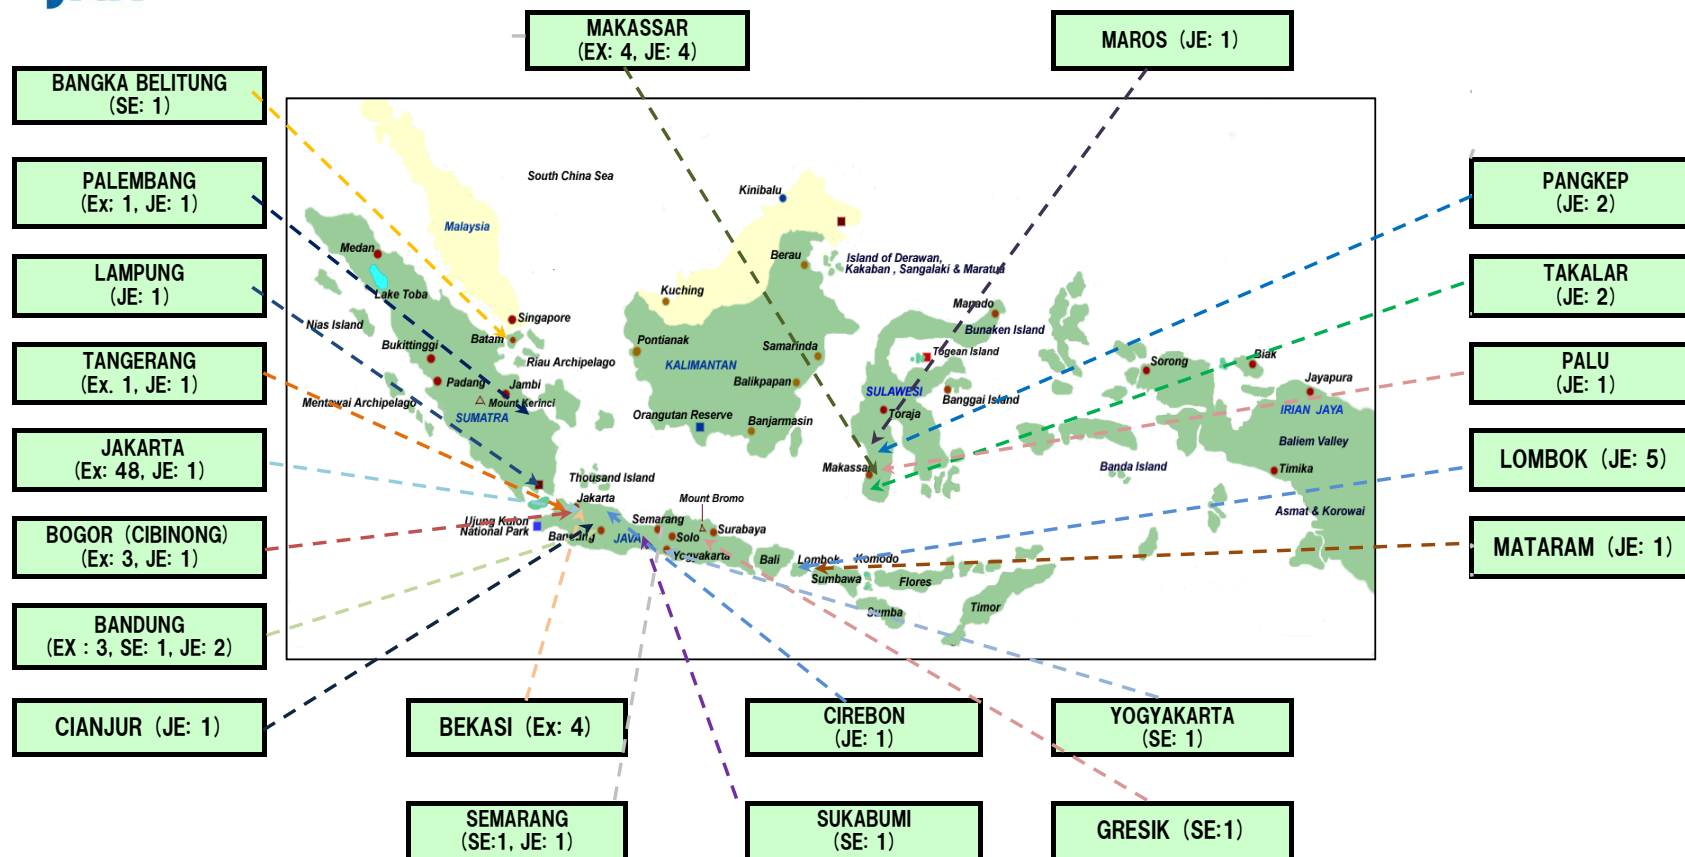 MAKASSAR
(EX: 4, JE: 4)
MAROS (JE: 1)
BANGKA BELITUNG
(SE: 1)
PALEMBANG
(Ex: 1, JE: 1)
LAMPUNG
(JE: 1)
TANGERANG
(Ex. 1, JE: 1)
JAKARTA
(Ex: 48, JE: 1)
BOGOR (CIBINONG)
(Ex: 3, JE: 1)
BANDUNG
(EX : 3, SE: 1, JE: 2)
CIANJUR (JE: 1)
PANGKEP
(JE: 2)
TAKALAR
(JE: 2)
PALU
(JE: 1)
LOMBOK (JE: 5)
MATARAM (JE: 1)
South China Sea
Kinibalu
Malaysia
Medan
Lake Toba
Nias Island
Singapore
Batam
Bukittinggi
Riau Archipelago
Padang
Jambi
Mount Kerinci
Mentawai Archipelago
SUMATRA
Berau
Island of Derawan,
Kakaban , Sangalaki & Maratua
Kuching
Pontianak
KALIMANTAN
Samarinda
Balikpapan
Orangutan Reserve
Banjarmasin
Manado
Bunaken Island
Togean Island
SULAWESI
Banggai Island
Toraja
Makassar
Sorong
Biak
Jayapura
IRIAN JAYA
Baliem Valley
Banda Island
Timika
Asmat & Korowai
Thousand Island
Jakarta
Ujung Kulon
National Park
Bandung
JAVA
Semarang
Solo
Yogyakarta
Mount Bromo
Surabaya
Bali
Lombok
Komodo
Sumbawa
Flores
Sumba
Timor
BEKASI (Ex: 4)
CIREBON
(JE: 1)
YOGYAKARTA
(SE: 1)
SEMARANG
(SE:1, JE: 1)
SUKABUMI
(SE: 1)
GRESIK (SE:1)